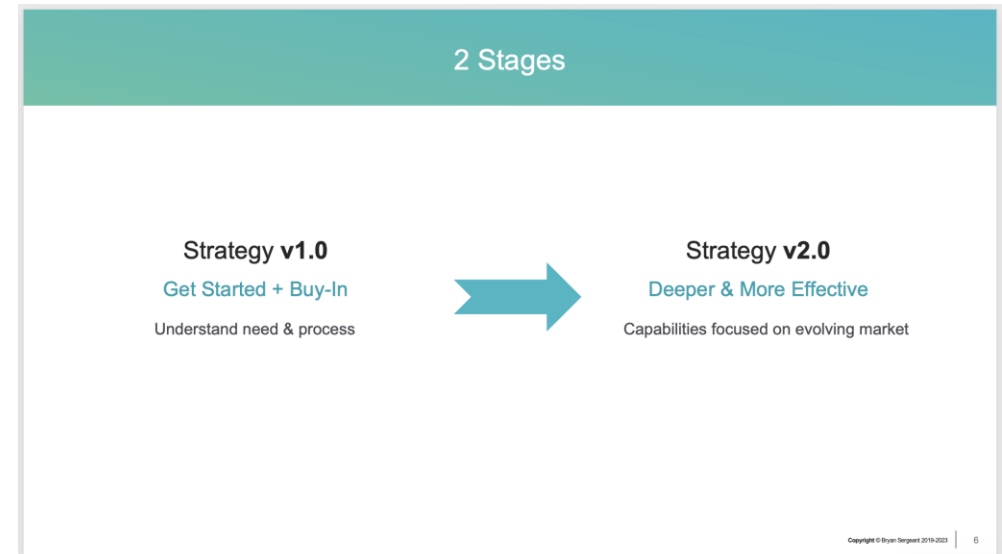 2 Stages
Strategy v1.0
Get Started + Buy-In
Understand need & process
Strategy v2.0
Deeper & More Effective
Capabilities focused on evolving market
Copyright © Bryan Sergeant 2019-2023
6